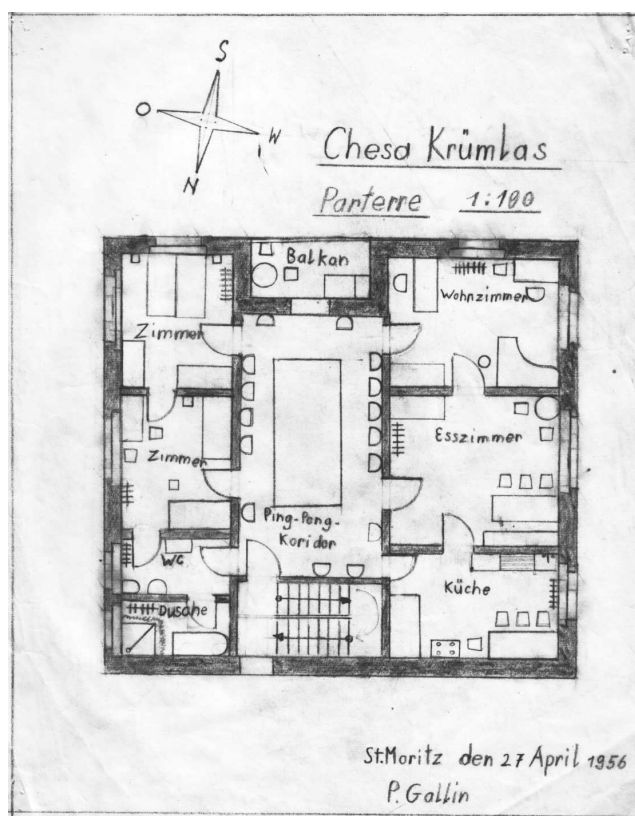 S
O
W
N
Chesa Krümlas
Parterre 1:100
Balkan
Wohnzimmer
Zimmer
Esszimmer
Zimmer
Ping-Pong-
Koridor
WC
Küche
Dusche
St.Moritz den 27 April 1956
P. Gallin